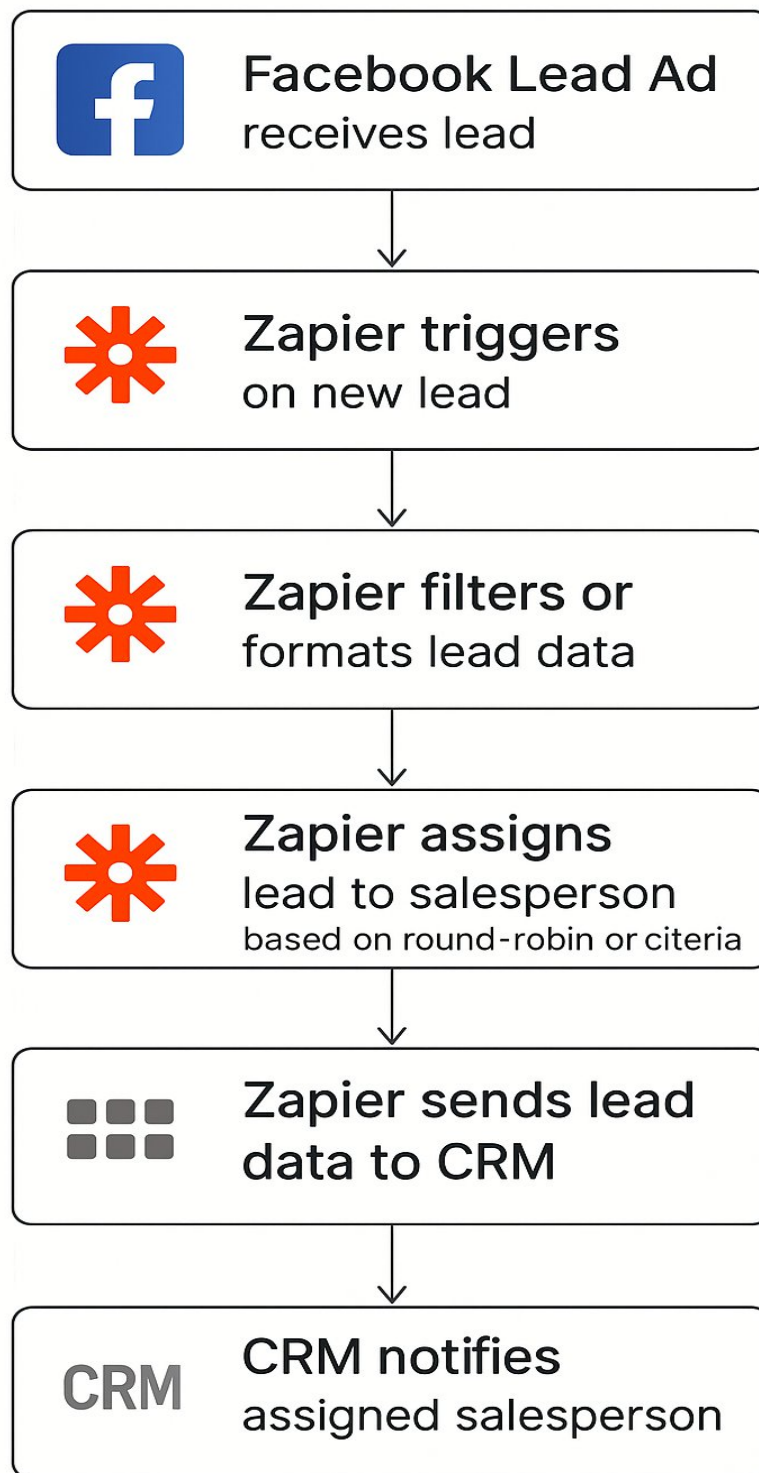 Facebook Lead Ad
receives lead
Zapier triggers
on new lead
Zapier filters or
formats lead data
Zapier assigns
lead to salesperson
based on round-robin or citeria
Zapier sends lead
data to CRM
CRM
CRM notifies
assigned salesperson